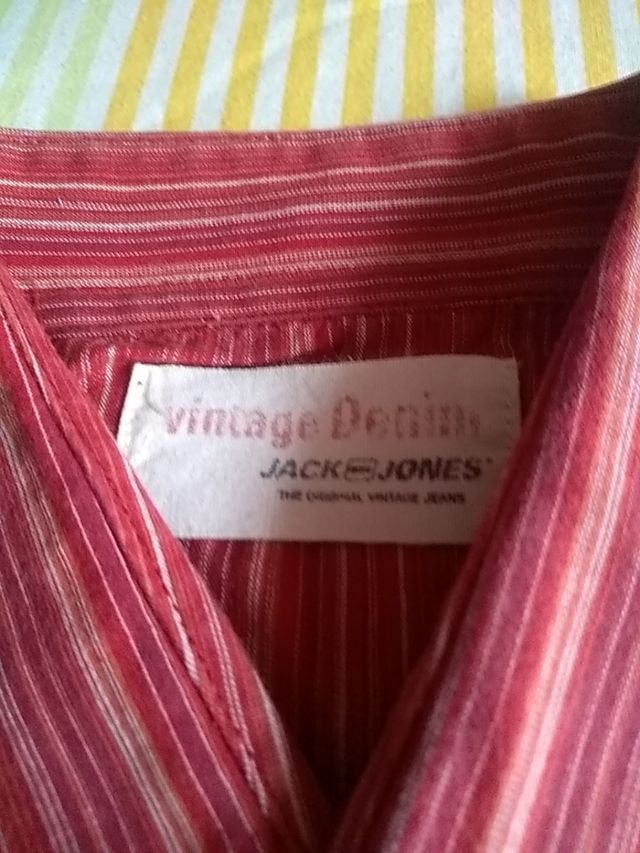 vintage Denim
JACK JONES
THE ORIGINAL VINTAGE JEANS